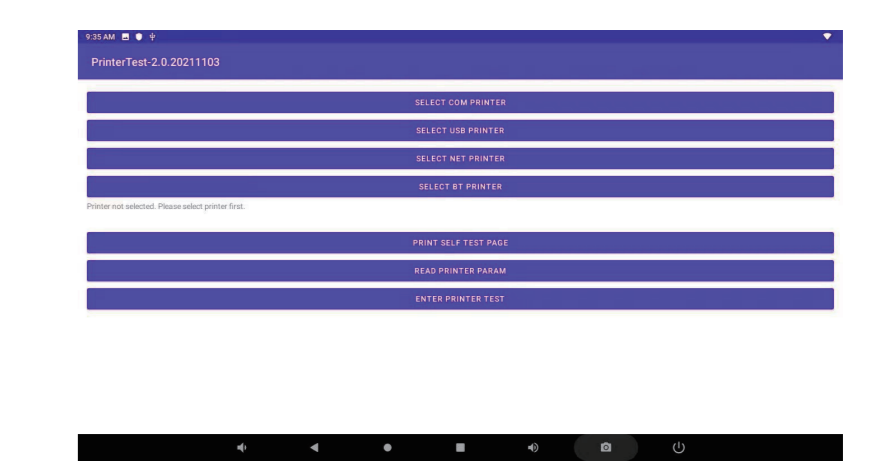 9:35 AM
PrinterTest-2.0.20211103
SELECT COM PRINTER
SELECT USB PRINTER
SELECT NET PRINTER
SELECT BT PRINTER
Printer not selected. Please select printer first.
PRINT SELF TEST PAGE
READ PRINTER PARAM
ENTER PRINTER TEST